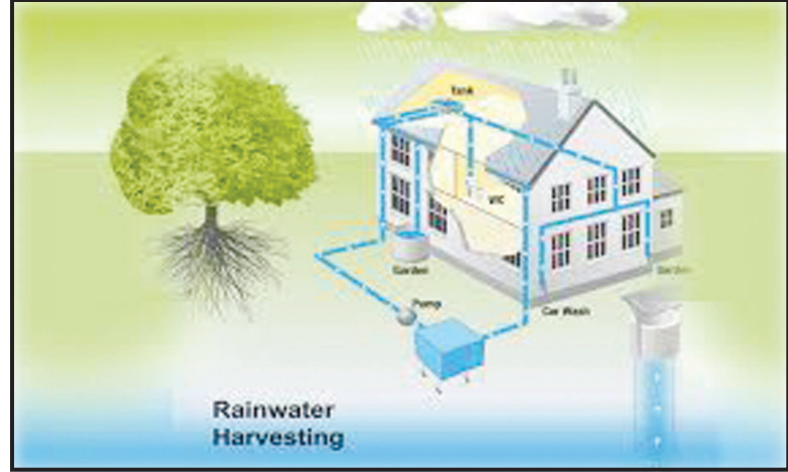 Tank
WC
Garden
Garden
Pump
Car Wash
Rainwater
Harvesting